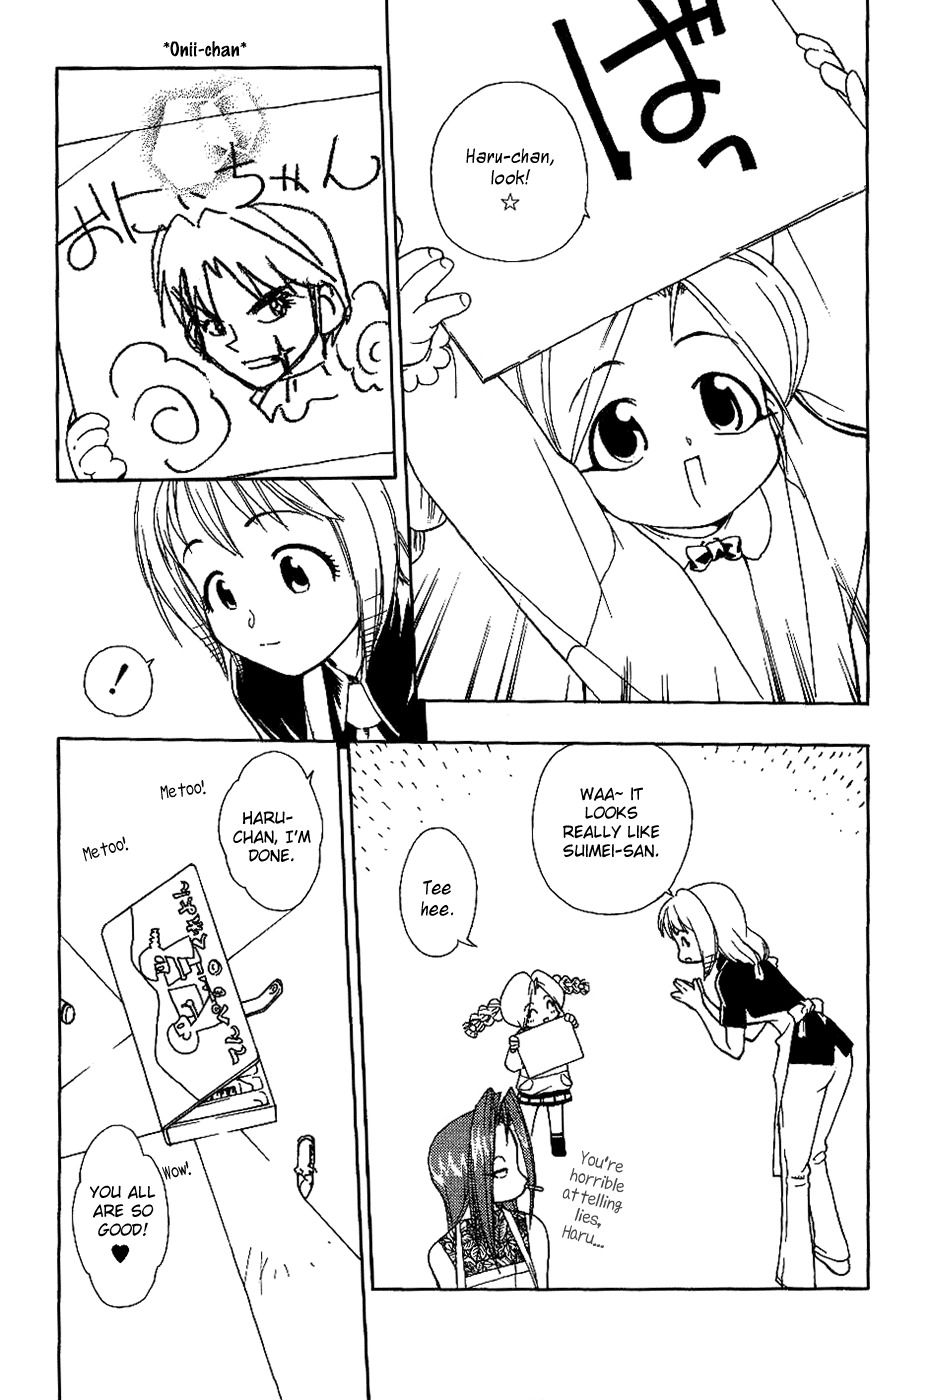 ばっ
Haru-chan,
look!
☆
*Onii-chan*
おにいちゃん
!
WAA~ IT
LOOKS
REALLY LIKE
SUIMEI-SAN.
Tee
hee.
You're
horrible
at telling
lies,
Haru...
HARU-
CHAN, I'M
DONE.
Me too!
Me too!
Wow!
YOU ALL
ARE SO
GOOD!
♥